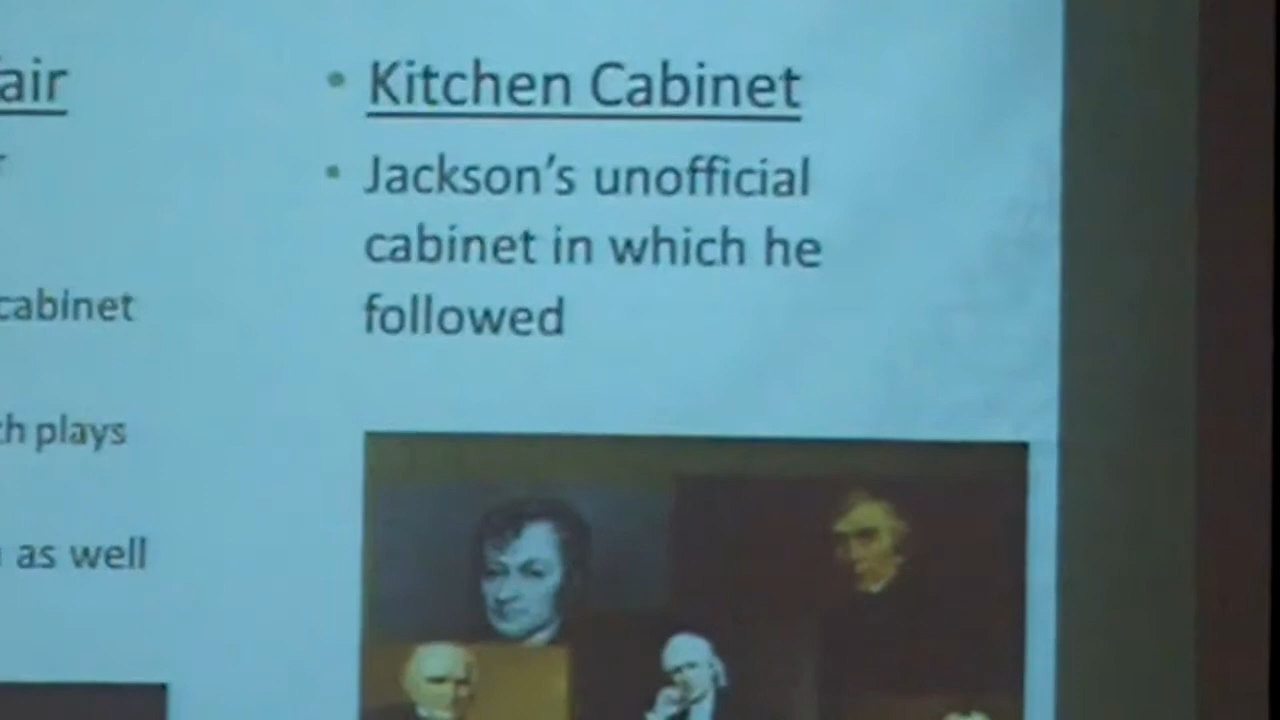 air
cabinet
plays
as well
• Kitchen Cabinet
• Jackson’s unofficial
cabinet in which he
followed